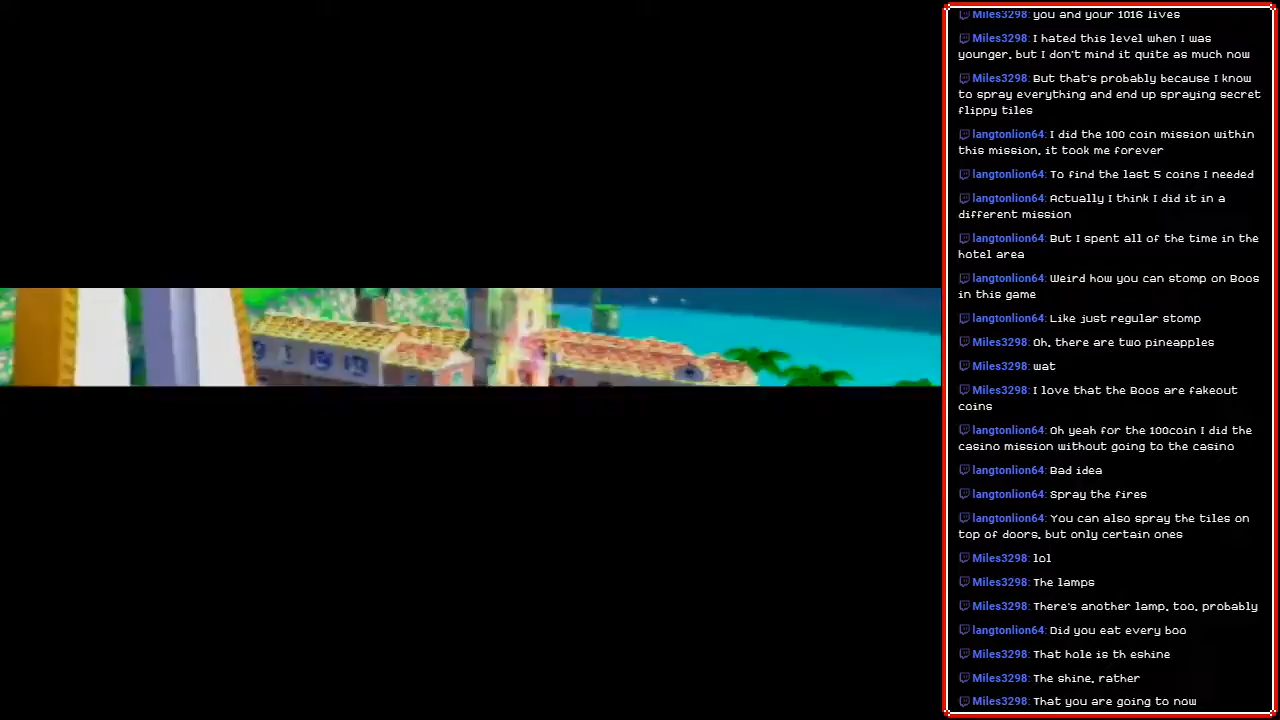 Miles3298: you and your 1016 lives
Miles3298: I hated this level when I was
younger, but I don't mind it quite as much now
Miles3298: But that's probably because I know
to spray everything and end up spraying secret
flippy tiles
langtonlion64: I did the 100 coin mission within
this mission, it took me forever
langtonlion64: To find the last 5 coins I needed
langtonlion64: Actually I think I did it in a
different mission
langtonlion64: But I spent all of the time in the
hotel area
langtonlion64: Weird how you can stomp on Boos
in this game
langtonlion64: Like just regular stomp
Miles3298: Oh, there are two pineapples
Miles3298: wat
Miles3298: I love that the Boos are fakeout
coins
langtonlion64: Oh yeah for the 100coin I did the
casino mission without going to the casino
langtonlion64: Bad idea
langtonlion64: Spray the fires
langtonlion64: You can also spray the tiles on
top of doors, but only certain ones
Miles3298: lol
Miles3298: The lamps
Miles3298: There's another lamp, too, probably
langtonlion64: Did you eat every boo
Miles3298: That hole is th eshine
Miles3298: The shine, rather
Miles3298: That you are going to now